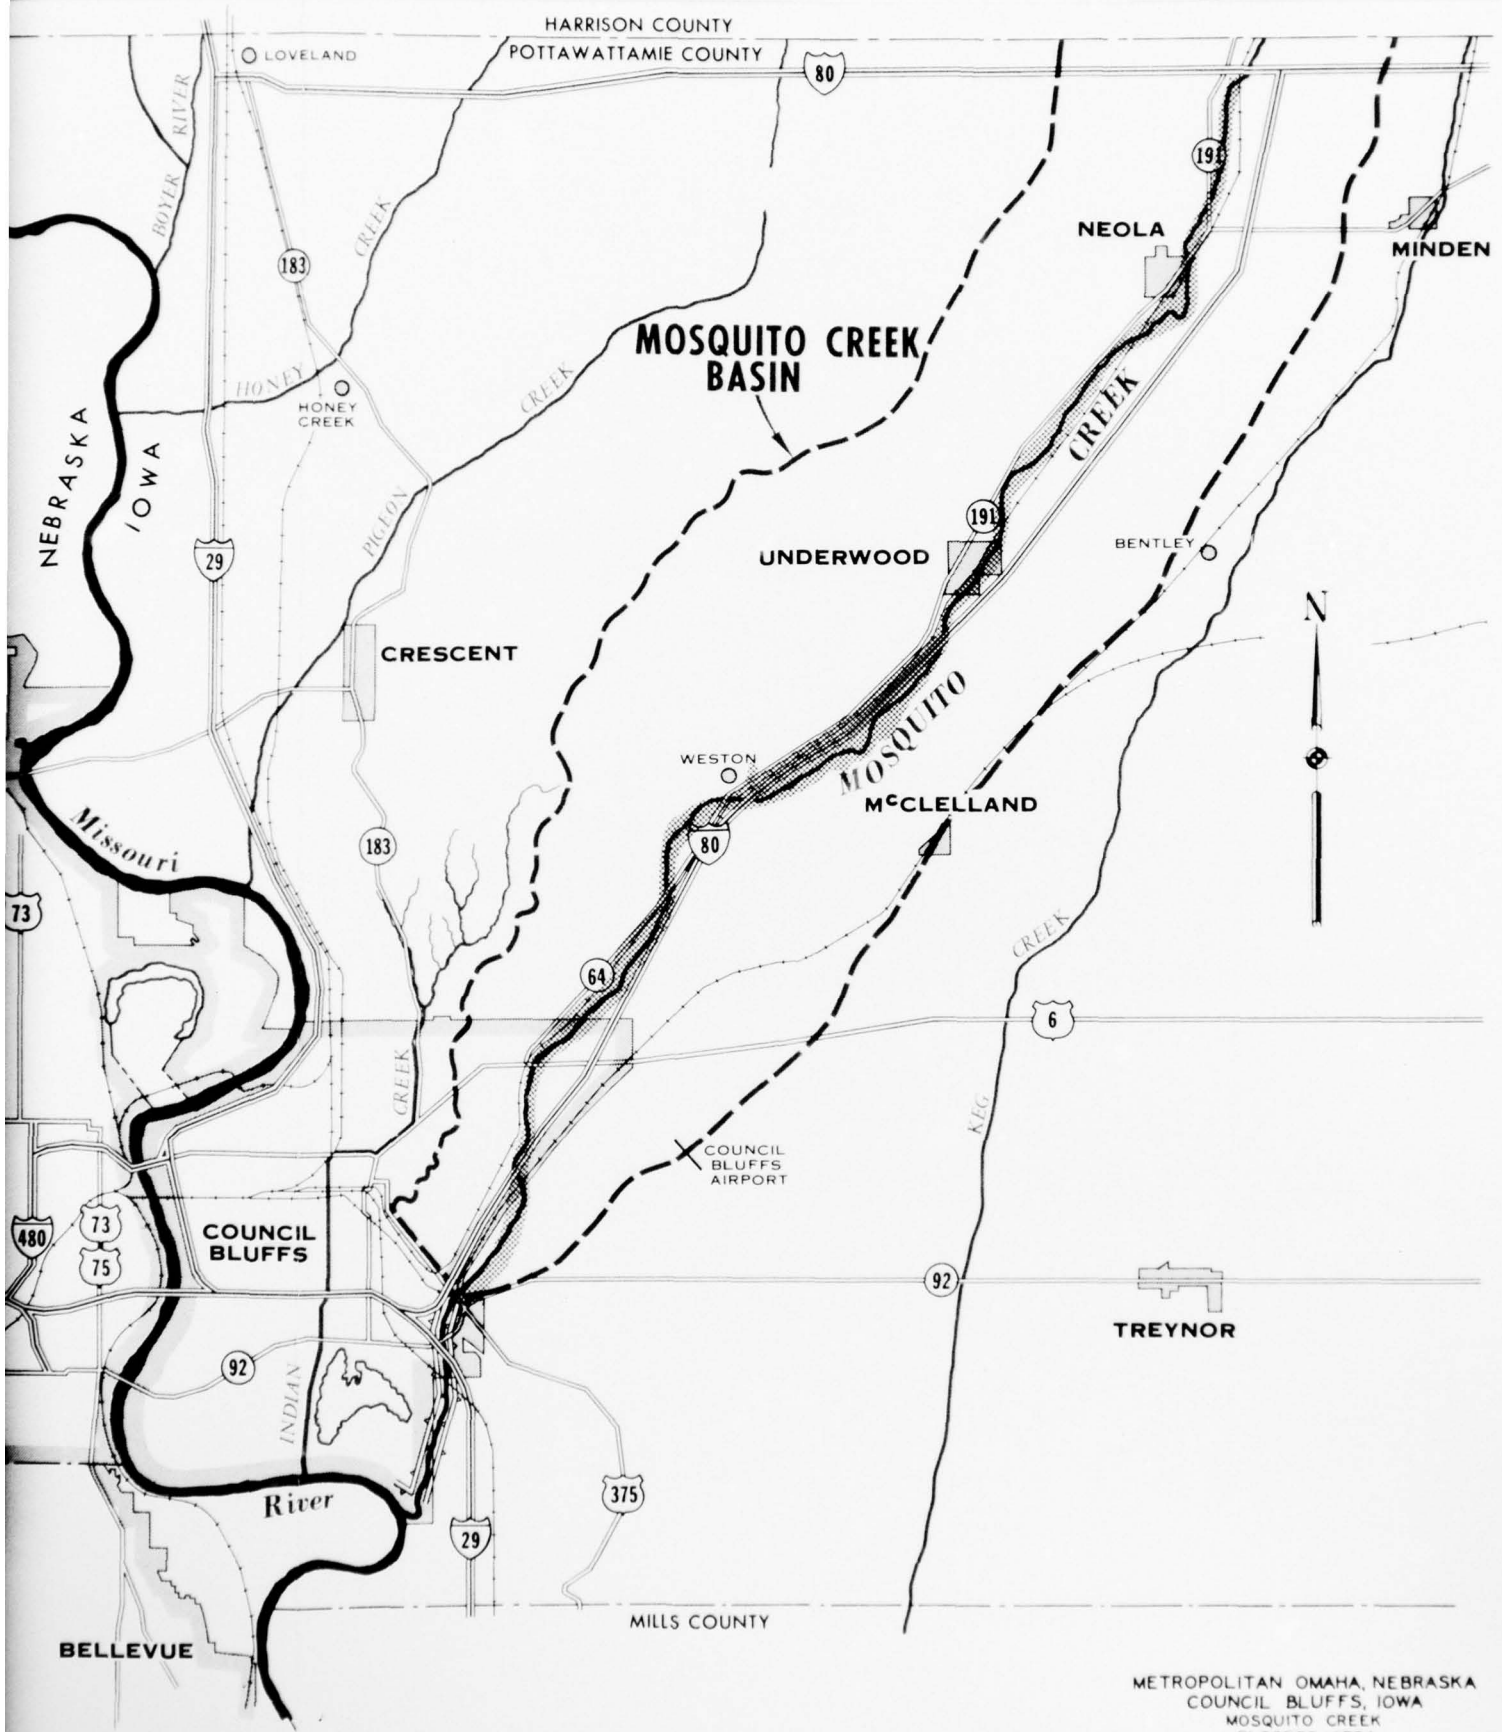 HARRISON COUNTY
POTTAWATTAMIE COUNTY
LOVELAND
80
BOYER RIVER
191
183
HONEY CREEK
NEOLA
MINDEN
MOSQUITO CREEK
BASIN
HONEY
CREEK
PIGEON CREEK
NEBRASKA
IOWA
29
191
UNDERWOOD
BENTLEY
MOSQUITO CREEK
N
CRESCENT
WESTON
McCLELLAND
Missouri
183
80
73
64
KEG CREEK
6
COUNCIL
BLUFFS
AIRPORT
480
73
75
COUNCIL
BLUFFS
92
TREYNOR
92
INDIAN CREEK
River
375
29
MILLS COUNTY
BELLEVUE
METROPOLITAN OMAHA, NEBRASKA
COUNCIL BLUFFS, IOWA
MOSQUITO CREEK